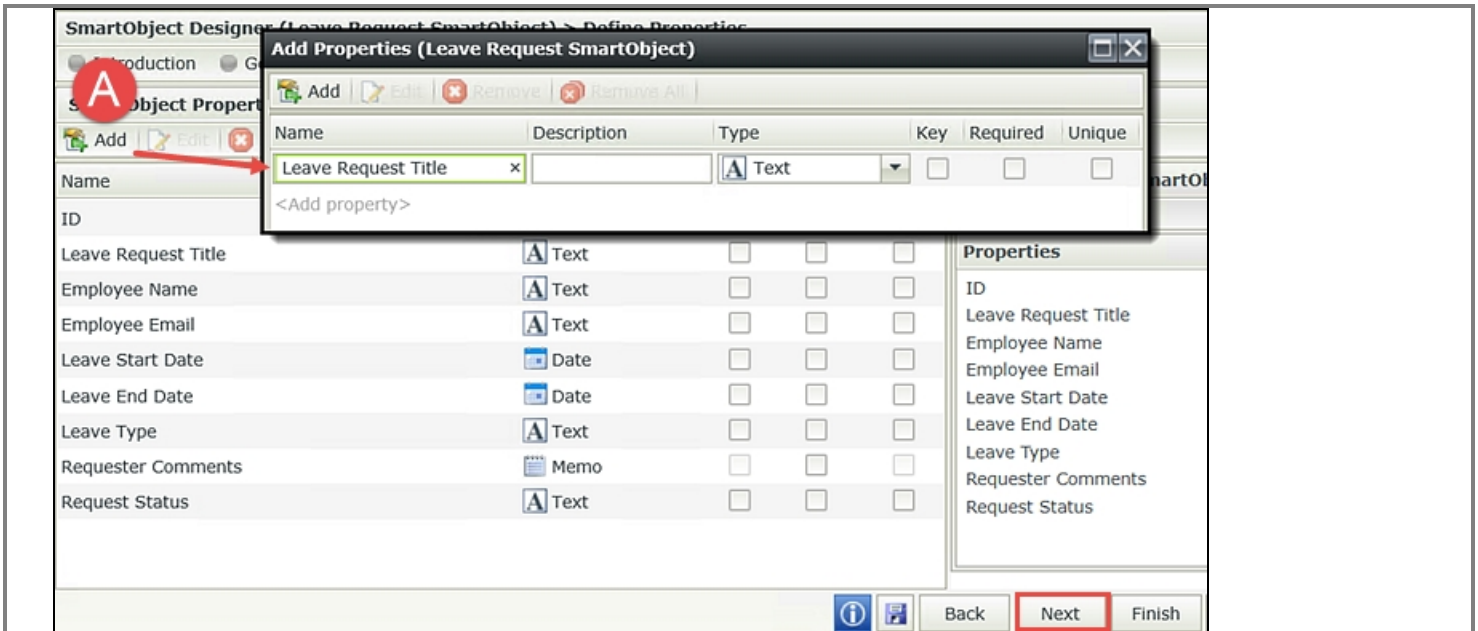 SmartObject Designer (Leave Request SmartObject) > Define Properties
Add Properties (Leave Request SmartObject)
Introduction
A
Add Edit Remove Remove All
Name Description Type Key Required Unique
Leave Request Title × Text
<Add property>
Add Edit
Name
ID
Leave Request Title Text
Employee Name Text
Employee Email Text
Leave Start Date Date
Leave End Date Date
Leave Type Text
Requester Comments Memo
Request Status Text
Properties
ID
Leave Request Title
Employee Name
Employee Email
Leave Start Date
Leave End Date
Leave Type
Requester Comments
Request Status
Back Next Finish